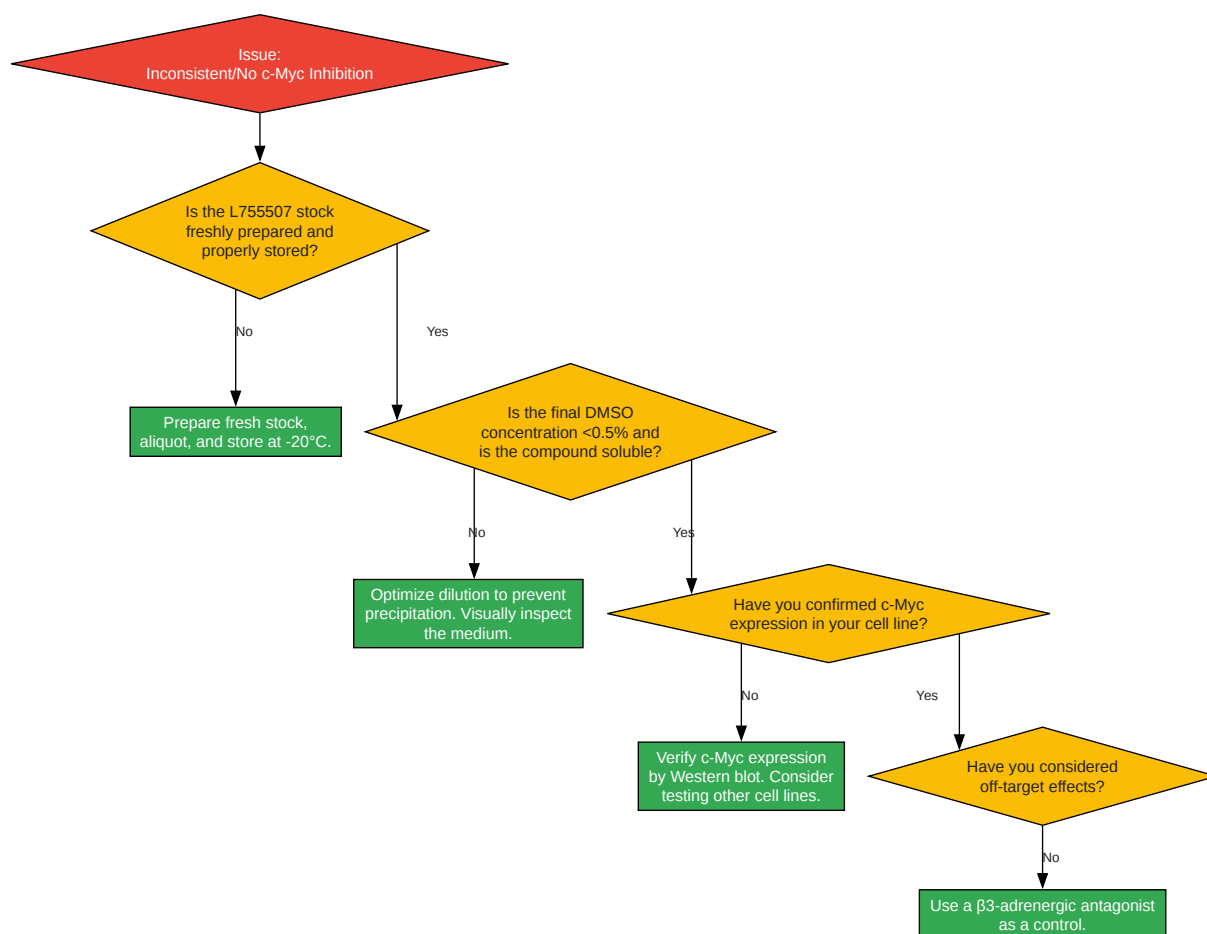 Issue:
Inconsistent/No c-Myc Inhibition
Is the L755507 stock
freshly prepared and
properly stored?
No
Yes
Prepare fresh stock,
aliquot, and store at -20°C.
Is the final DMSO
concentration <0.5% and
is the compound soluble?
No
Yes
Optimize dilution to prevent
precipitation. Visually inspect
the medium.
Have you confirmed c-Myc
expression in your cell line?
No
Yes
Verify c-Myc expression
by Western blot. Consider
testing other cell lines.
Have you considered
off-target effects?
No
Use a β3-adrenergic antagonist
as a control.